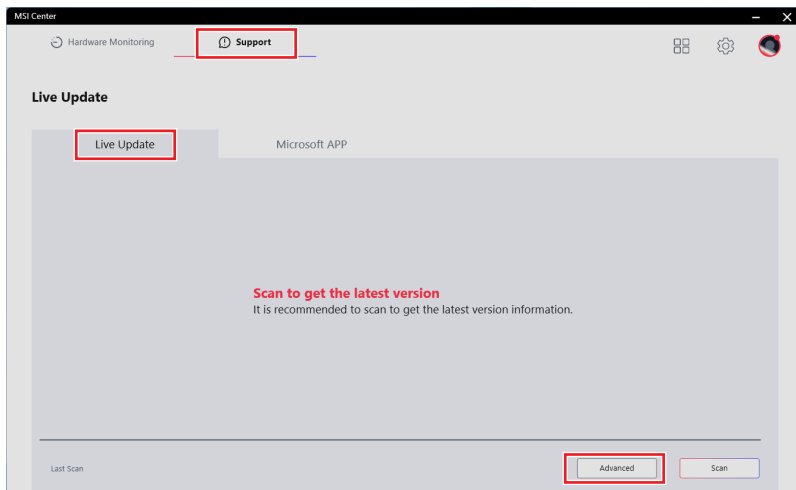 MSI Center
Hardware Monitoring
Support
Live Update
Live Update
Microsoft APP
Scan to get the latest version
It is recommended to scan to get the latest version information.
Last Scan
Advanced
Scan